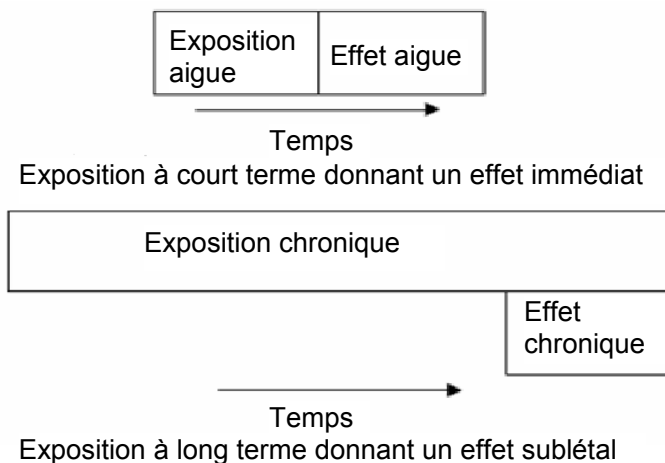 Exposition
aigue
Effet aigue
Temps
Exposition à court terme donnant un effet immédiat
Exposition chronique
Effet
chronique
Temps
Exposition à long terme donnant un effet sublétal